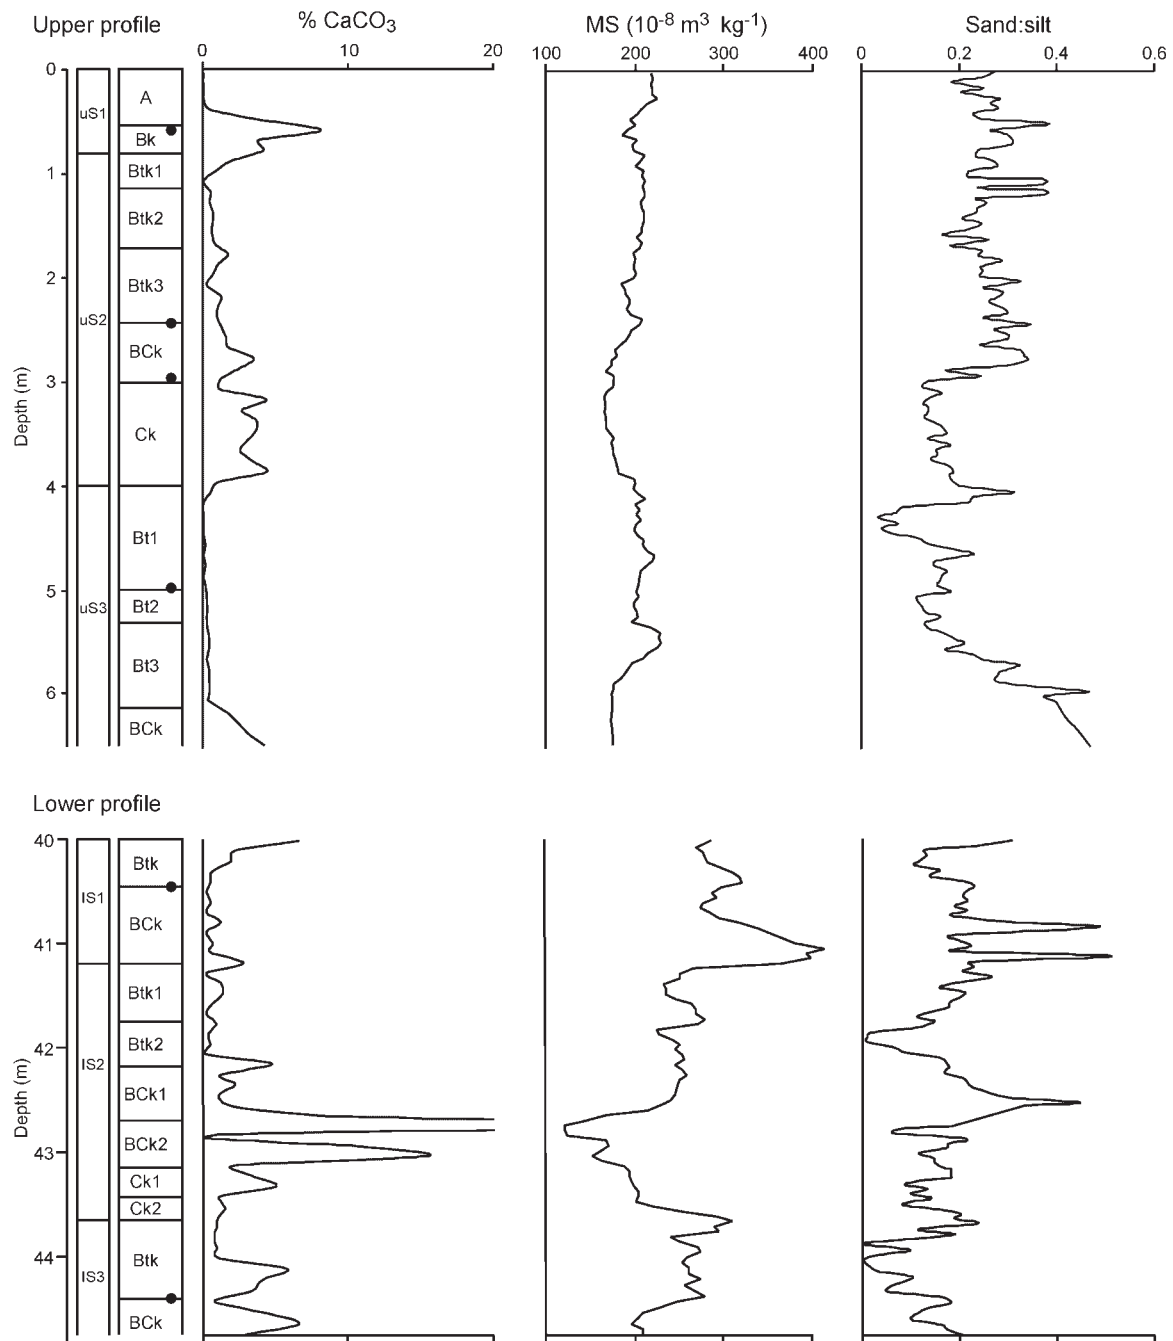 Upper profile
% CaCO3
MS (10-8 m3 kg-1)
Sand:silt
0 10 20
100 200 300 400
0 0.2 0.4 0.6
Depth (m)
0
1
2
3
4
5
6
uS1
uS2
uS3
A
Bk
Btk1
Btk2
Btk3
BCk
Ck
Bt1
Bt2
Bt3
BCk
Lower profile
Depth (m)
40
41
42
43
44
lS1
lS2
lS3
Btk
BCk
Btk1
Btk2
BCk1
BCk2
Ck1
Ck2
Btk
BCk